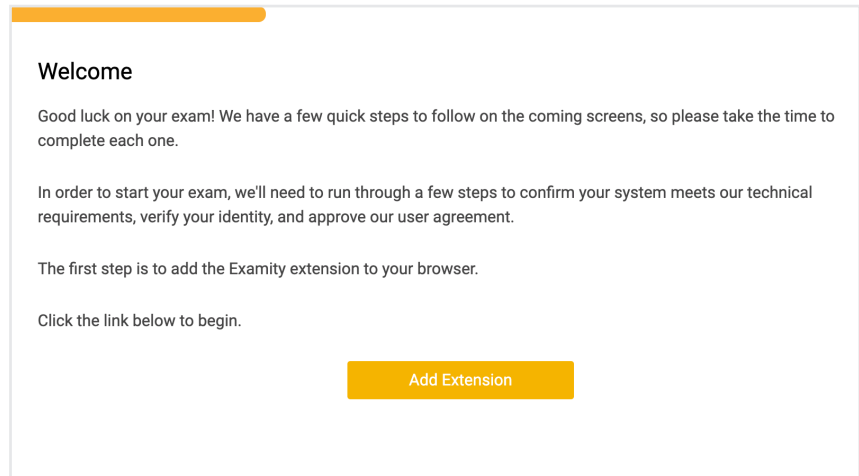 Welcome
Good luck on your exam! We have a few quick steps to follow on the coming screens, so please take the time to
complete each one.
In order to start your exam, we'll need to run through a few steps to confirm your system meets our technical
requirements, verify your identity, and approve our user agreement.
The first step is to add the Examity extension to your browser.
Click the link below to begin.
Add Extension